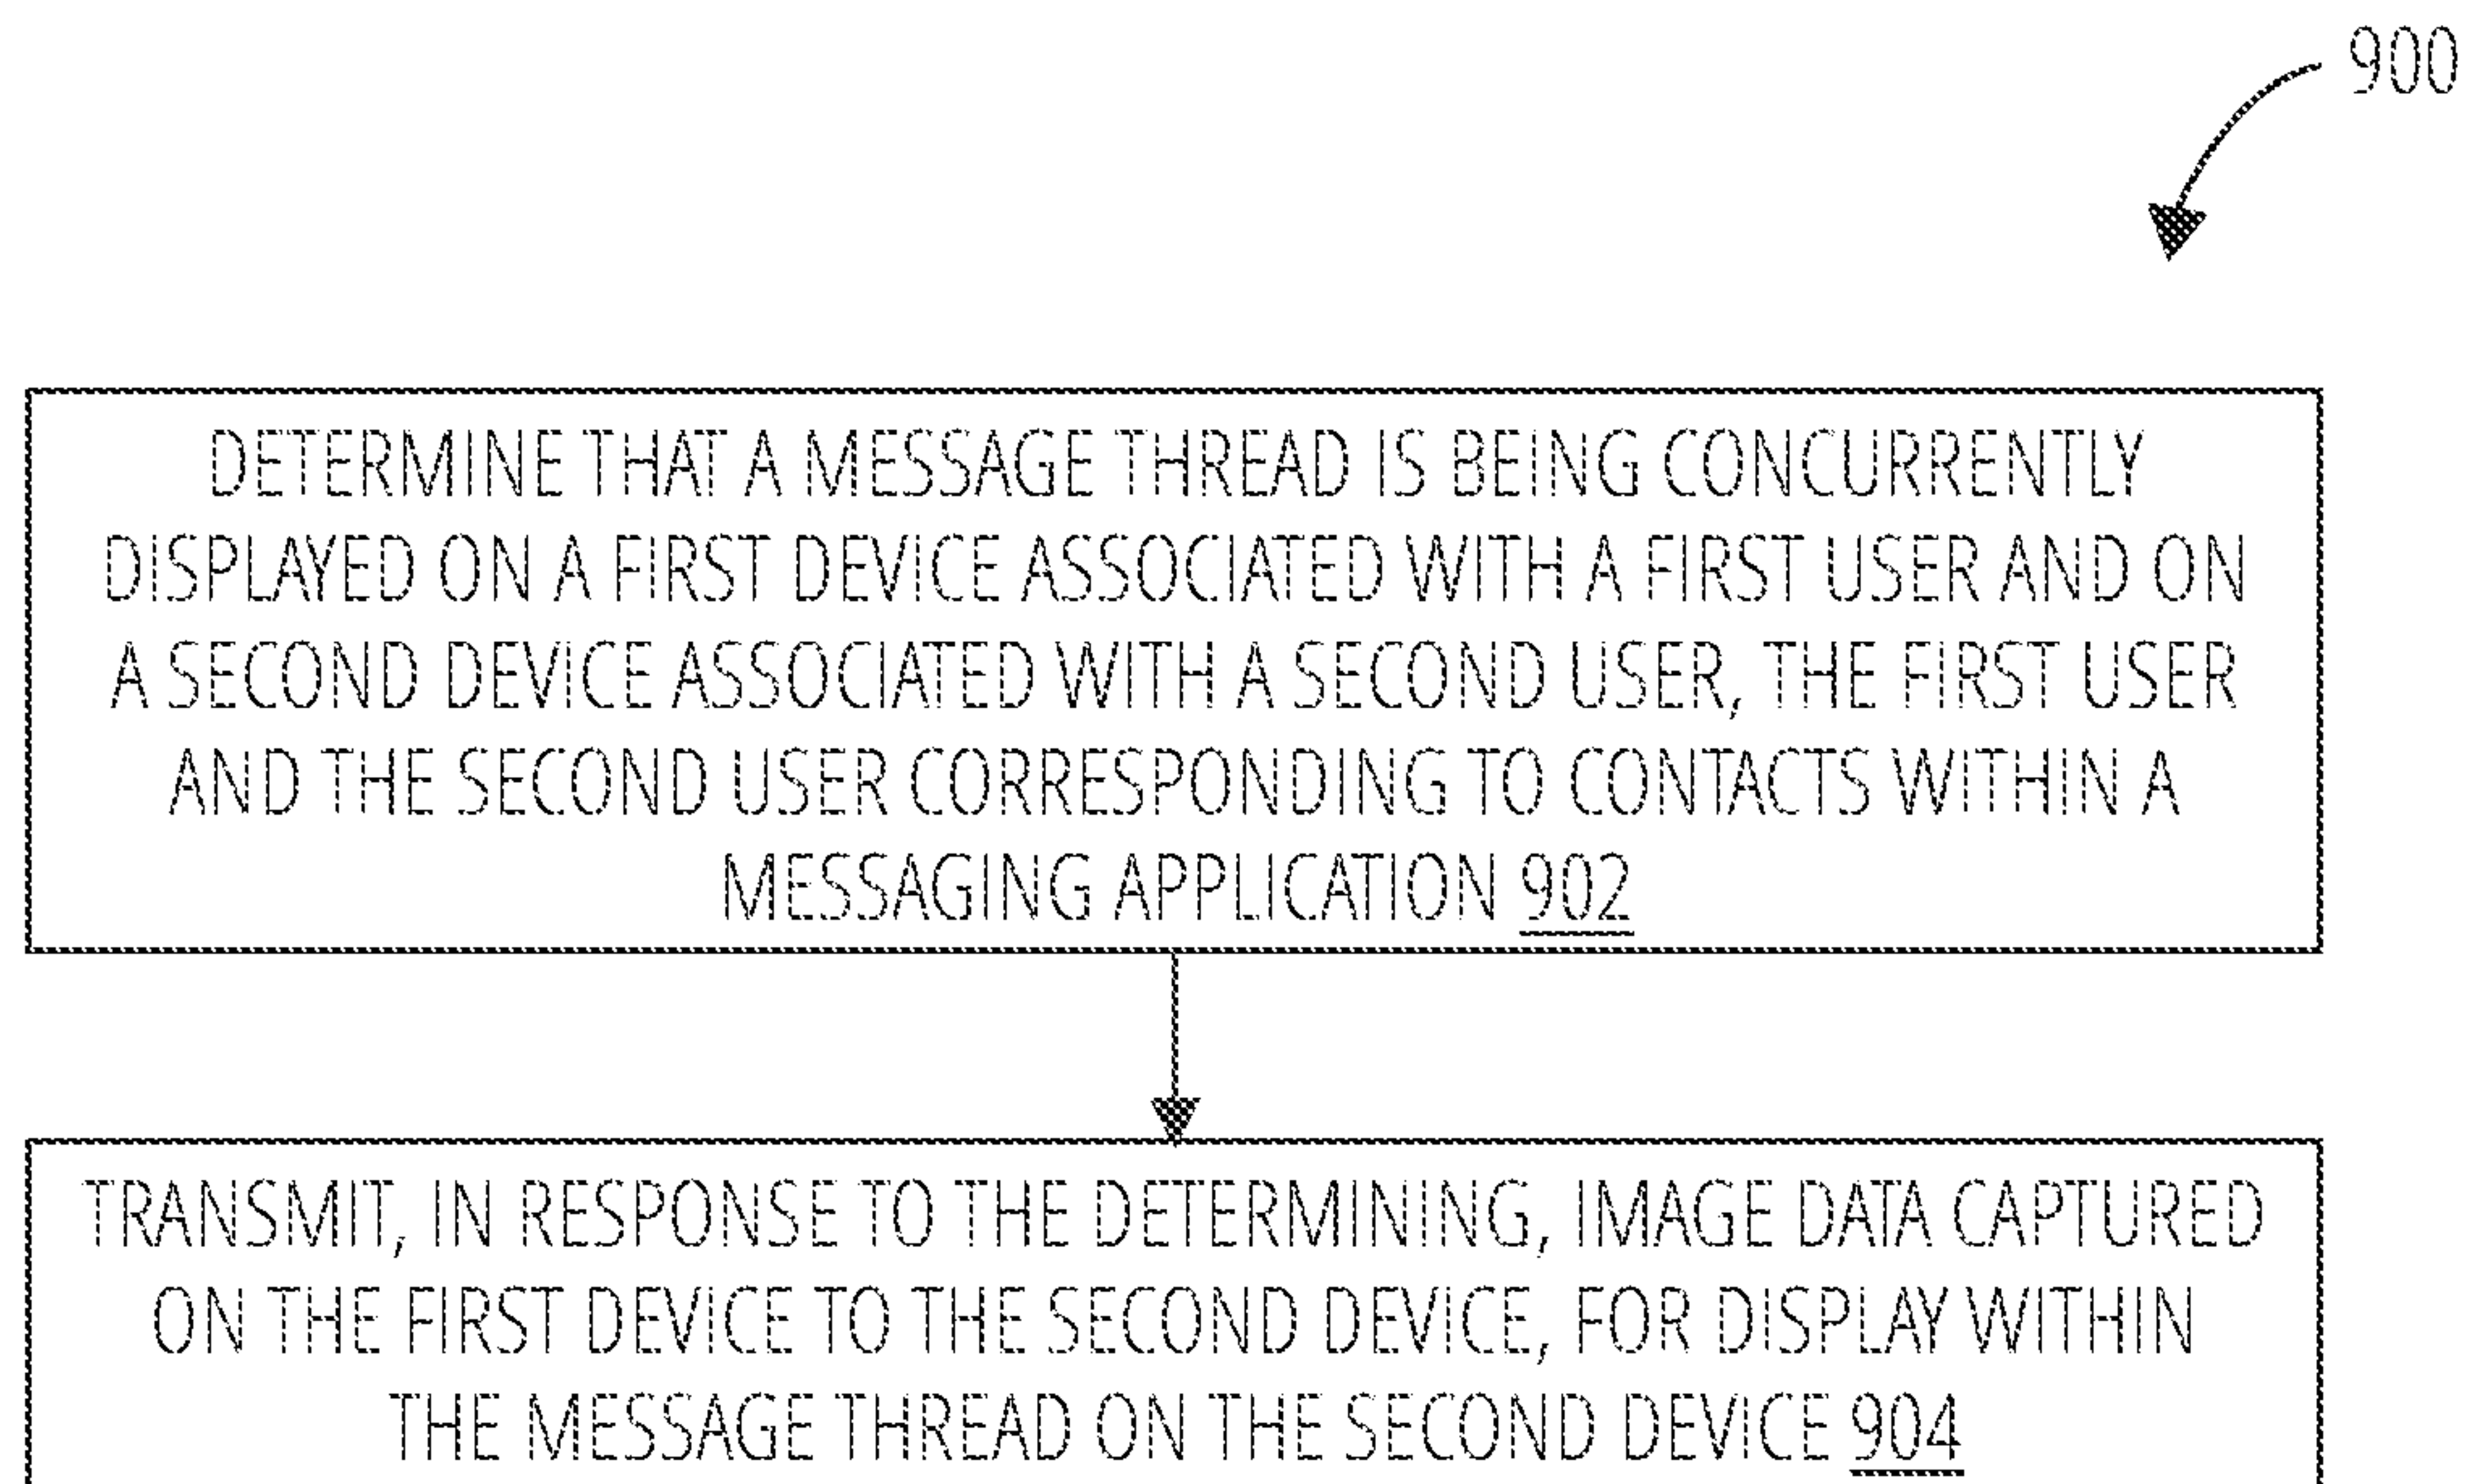 900
DETERMINE THAT A MESSAGE THREAD IS BEING CONCURRENTLY
DISPLAYED ON A FIRST DEVICE ASSOCIATED WITH A FIRST USER AND ON
A SECOND DEVICE ASSOCIATED WITH A SECOND USER, THE FIRST USER
AND THE SECOND USER CORRESPONDING TO CONTACTS WITHIN A
MESSAGING APPLICATION 902
TRANSMIT, IN RESPONSE TO THE DETERMINING, IMAGE DATA CAPTURED
ON THE FIRST DEVICE TO THE SECOND DEVICE, FOR DISPLAY WITHIN
THE MESSAGE THREAD ON THE SECOND DEVICE 904